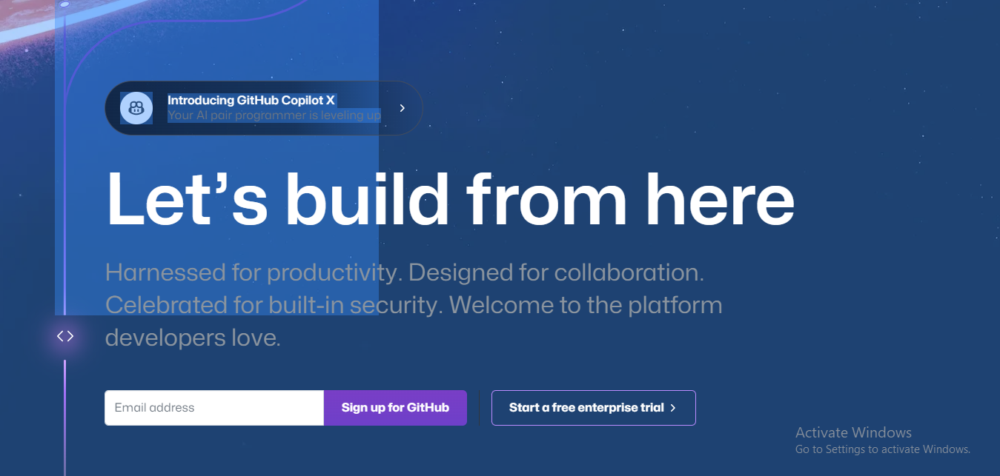 Introducing GitHub Copilot X
Your AI pair programmer is leveling up
Let’s build from here
Harnessed for productivity. Designed for collaboration.
Celebrated for built-in security. Welcome to the platform
developers love.
Email address
Sign up for GitHub
Start a free enterprise trial
Activate Windows
Go to Settings to activate Windows.